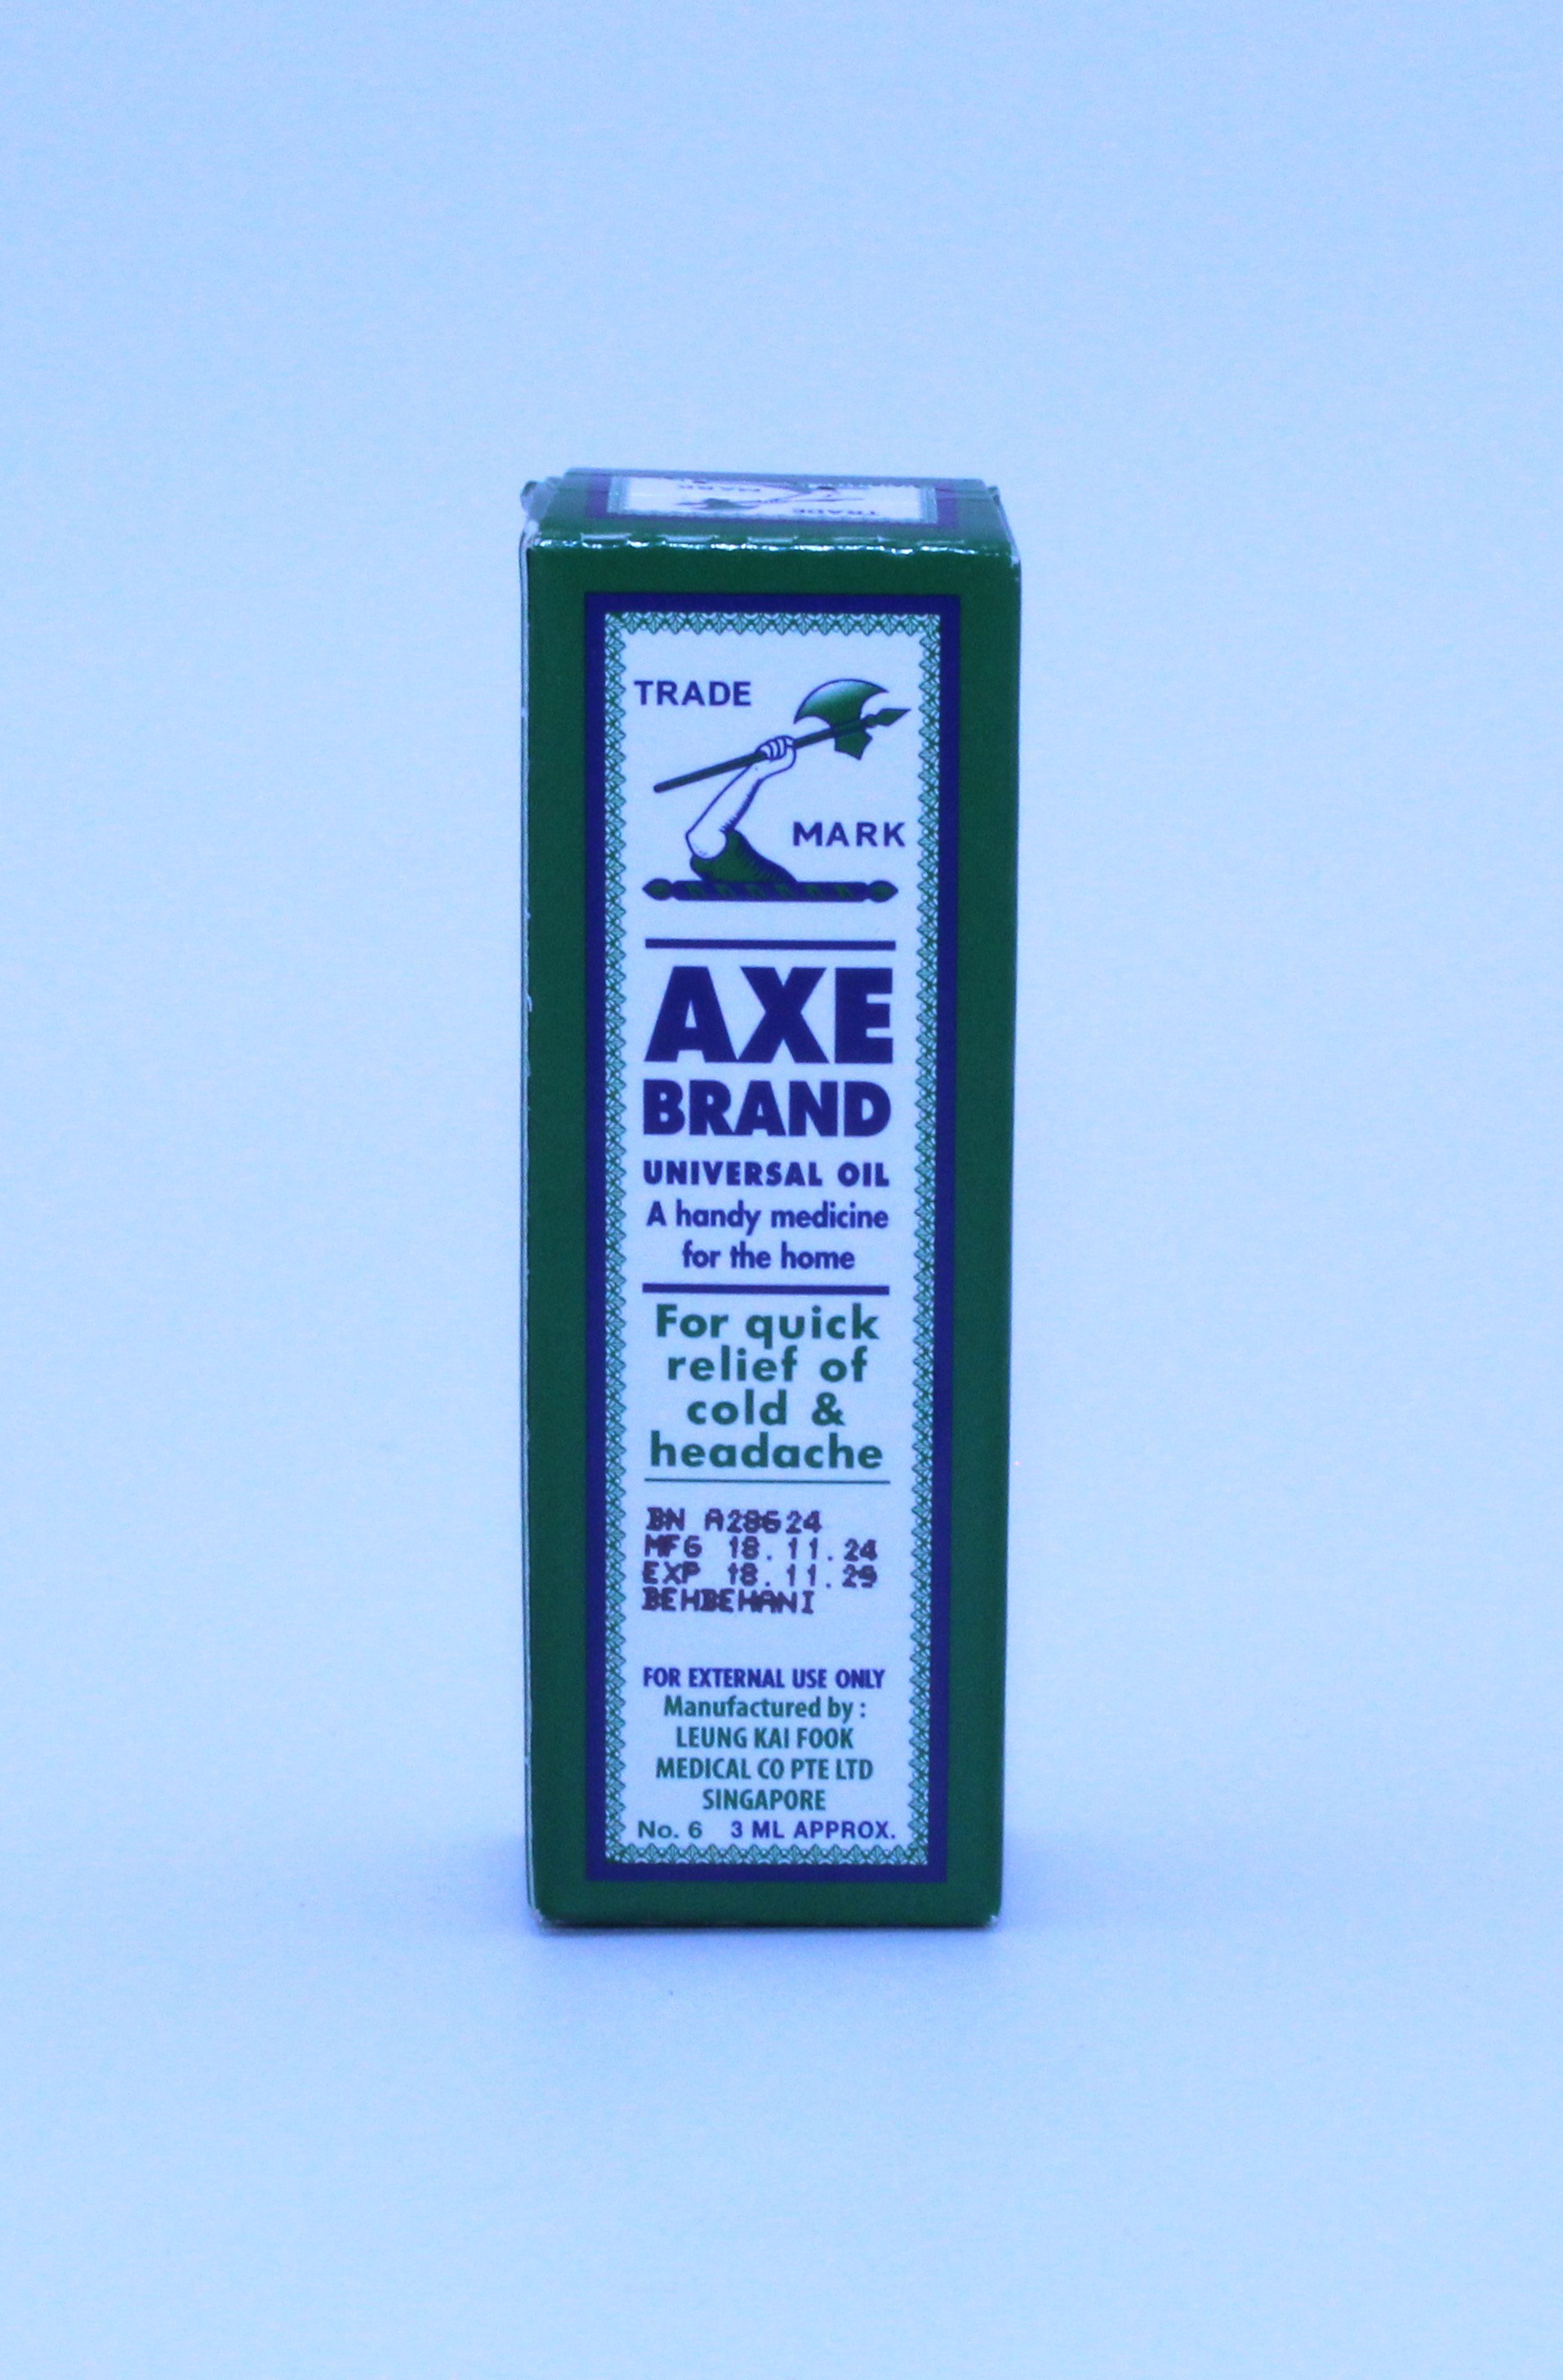 TRADE
MARK
AXE
BRAND
UNIVERSAL OIL
A handy medicine
for the home
For quick
relief of
cold &
headache
BN A28624
MFG 18.11.24
EXP 18.11.29
BEHBEHANI
FOR EXTERNAL USE ONLY
Manufactured by :
LEUNG KAI FOOK
MEDICAL CO PTE LTD
SINGAPORE
No. 6 3 ML APPROX.